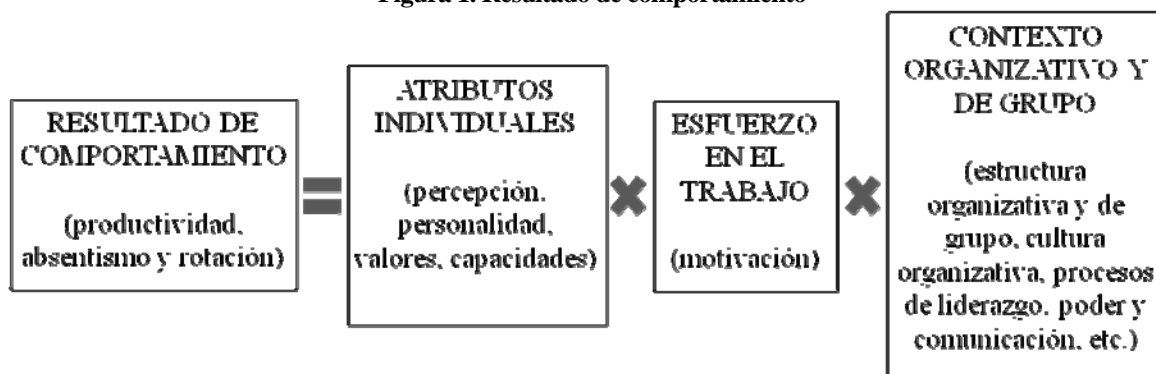 Figura 1. Resultado de comportamiento
RESULTADO DE
COMPORTAMIENTO
(productividad,
absentismo y rotación)
=
ATRIBUTOS
INDIVIDUALES
(percepción,
personalidad,
valores, capacidades)
×
ESFUERZO
EN EL
TRABAJO
(motivación)
×
CONTEXTO
ORGANIZATIVO Y
DE GRUPO
(estructura
organizativa y de
grupo, cultura
organizativa, procesos
de liderazgo, poder y
comunicación, etc.)